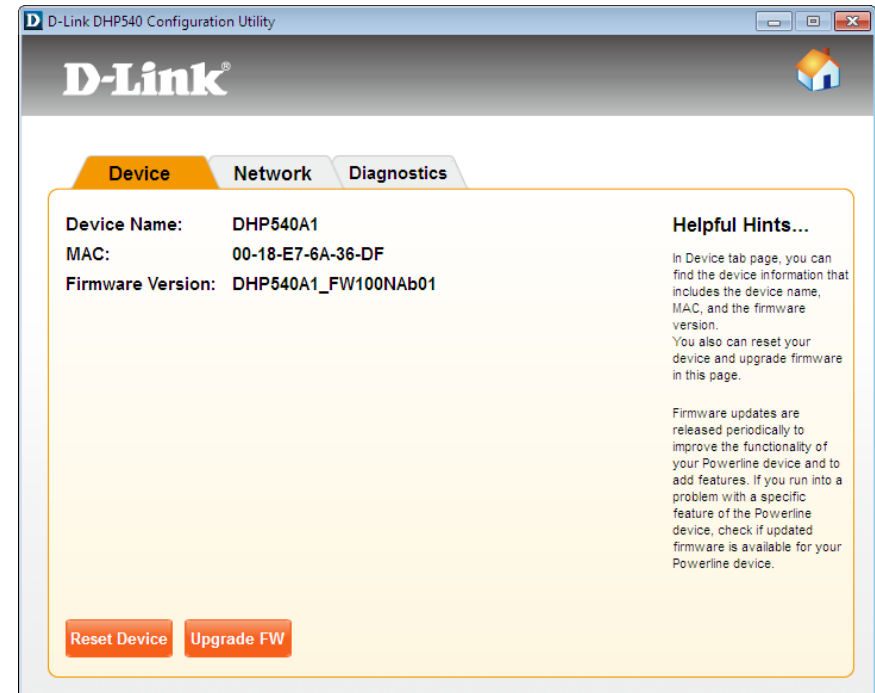 D D-Link DHP540 Configuration Utility
D-Link®
Device Network Diagnostics
Device Name: DHP540A1
MAC: 00-18-E7-6A-36-DF
Firmware Version: DHP540A1_FW100NAb01
Helpful Hints...
In Device tab page, you can
find the device information that
includes the device name,
MAC, and the firmware
version.
You also can reset your
device and upgrade firmware
in this page.
Firmware updates are
released periodically to
improve the functionality of
your Powerline device and to
add features. If you run into a
problem with a specific
feature of the Powerline
device, check if updated
firmware is available for your
Powerline device.
Reset Device Upgrade FW